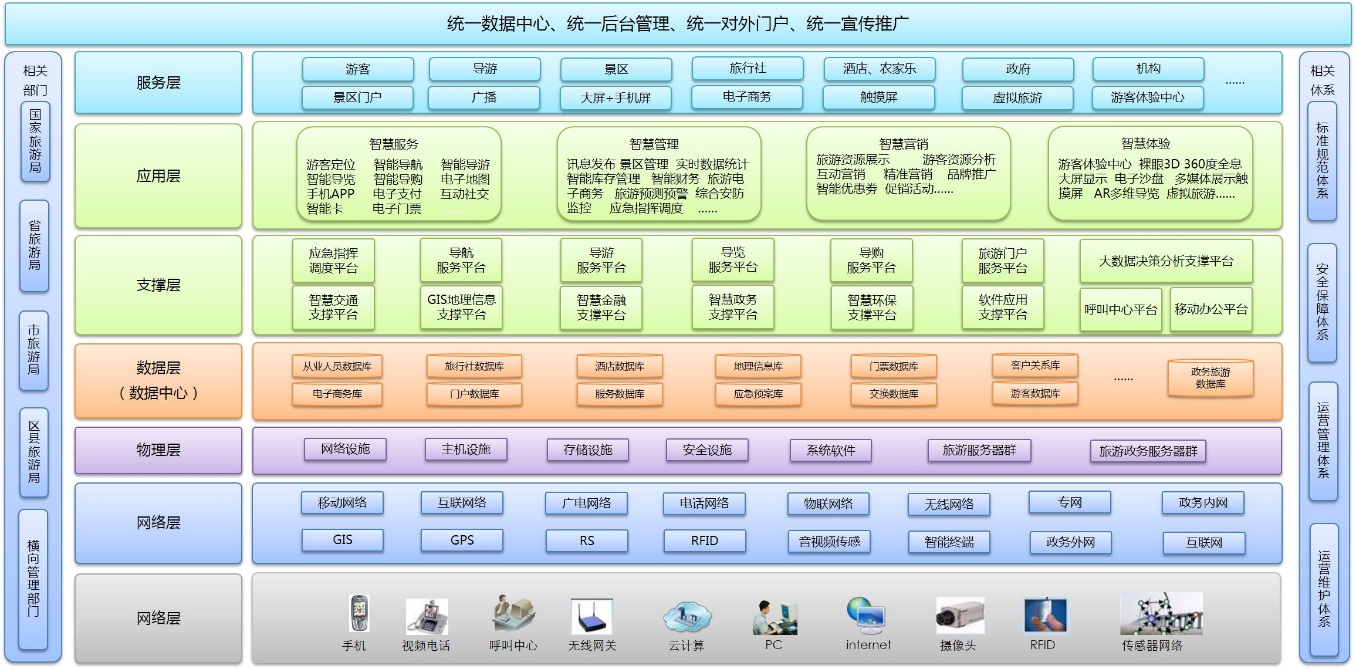 统一数据中心、统一后台管理、统一对外门户、统一宣传推广
相关
部门
国家旅游局
省旅游局
市旅游局
区县旅游局
横向管理部门
服务层
游客 导游 景区 旅行社 酒店、农家乐 政府 机构
景区门户 广播 大屏+手机屏 电子商务 触摸屏 虚拟旅游 游客体验中心
......
应用层
智慧服务
游客定位 智能导航 智能导游
智能导览 智能导购 电子地图
手机APP 电子支付 互动社交
智能卡 电子门票 ......
智慧管理
讯息发布 景区管理 实时数据统计
智能库存管理 智能财务 旅游电
子商务 旅游预测预警 综合安防
监控 应急指挥调度 ......
智慧营销
旅游资源展示 游客资源分析
互动营销 精准营销 品牌推广
智能优惠券 促销活动......
智慧体验
游客体验中心 裸眼3D 360度全息
大屏显示 电子沙盘 多媒体展示触
摸屏 AR多维导览 虚拟旅游......
支撑层
应急指挥
调度平台
导航
服务平台
导游
服务平台
导览
服务平台
导购
服务平台
旅游门户
服务平台
大数据决策分析支撑平台
智慧交通
支撑平台
GIS地理信息
支撑平台
智慧金融
支撑平台
智慧政务
支撑平台
智慧环保
支撑平台
软件应用
支撑平台
呼叫中心平台
移动办公平台
数据层
（数据中心）
从业人员数据库 旅行社数据库 酒店数据库 地理信息库 门票数据库 客户关系库
电子商务库 门户数据库 服务数据库 应急预案库 交换数据库 游客数据库
......
政务旅游
数据库
物理层
网络设施 主机设施 存储设施 安全设施 系统软件 旅游服务器群 旅游政务服务器群
网络层
移动网络 互联网络 广电网络 电话网络 物联网络 无线网络 专网 政务内网
GIS GPS RS RFID 音视频传感 智能终端 政务外网 互联网
网络层
手机 视频电话 呼叫中心 无线网关 云计算 PC internet 摄像头 RFID 传感器网络
相关
体系
标准规范体系
安全保障体系
运营管理体系
运营维护体系